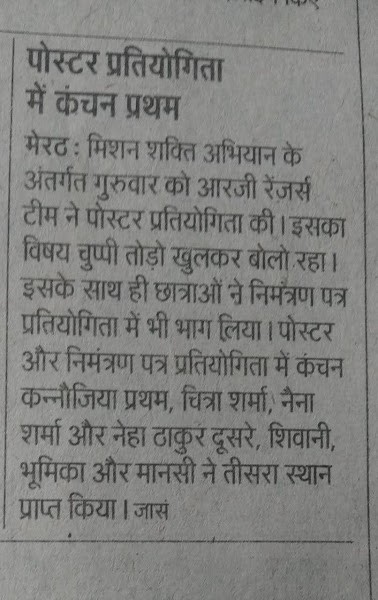 पोस्टर प्रतियोगिता
में कंचन प्रथम
मेरठ : मिशन शक्ति अभियान के
अंतर्गत गुरुवार को आरजी रेंजर्स
टीम ने पोस्टर प्रतियोगिता की। इसका
विषय चुप्पी तोड़ो खुलकर बोलो रहा।
इसके साथ ही छात्राओं ने निमंत्रण पत्र
प्रतियोगिता में भी भाग लिया। पोस्टर
और निमंत्रण पत्र प्रतियोगिता में कंचन
कन्नौजिया प्रथम, चित्रा शर्मा, नैना
शर्मा और नेहा ठाकुर दूसरे, शिवानी,
भूमिका और मानसी ने तीसरा स्थान
प्राप्त किया। जासं